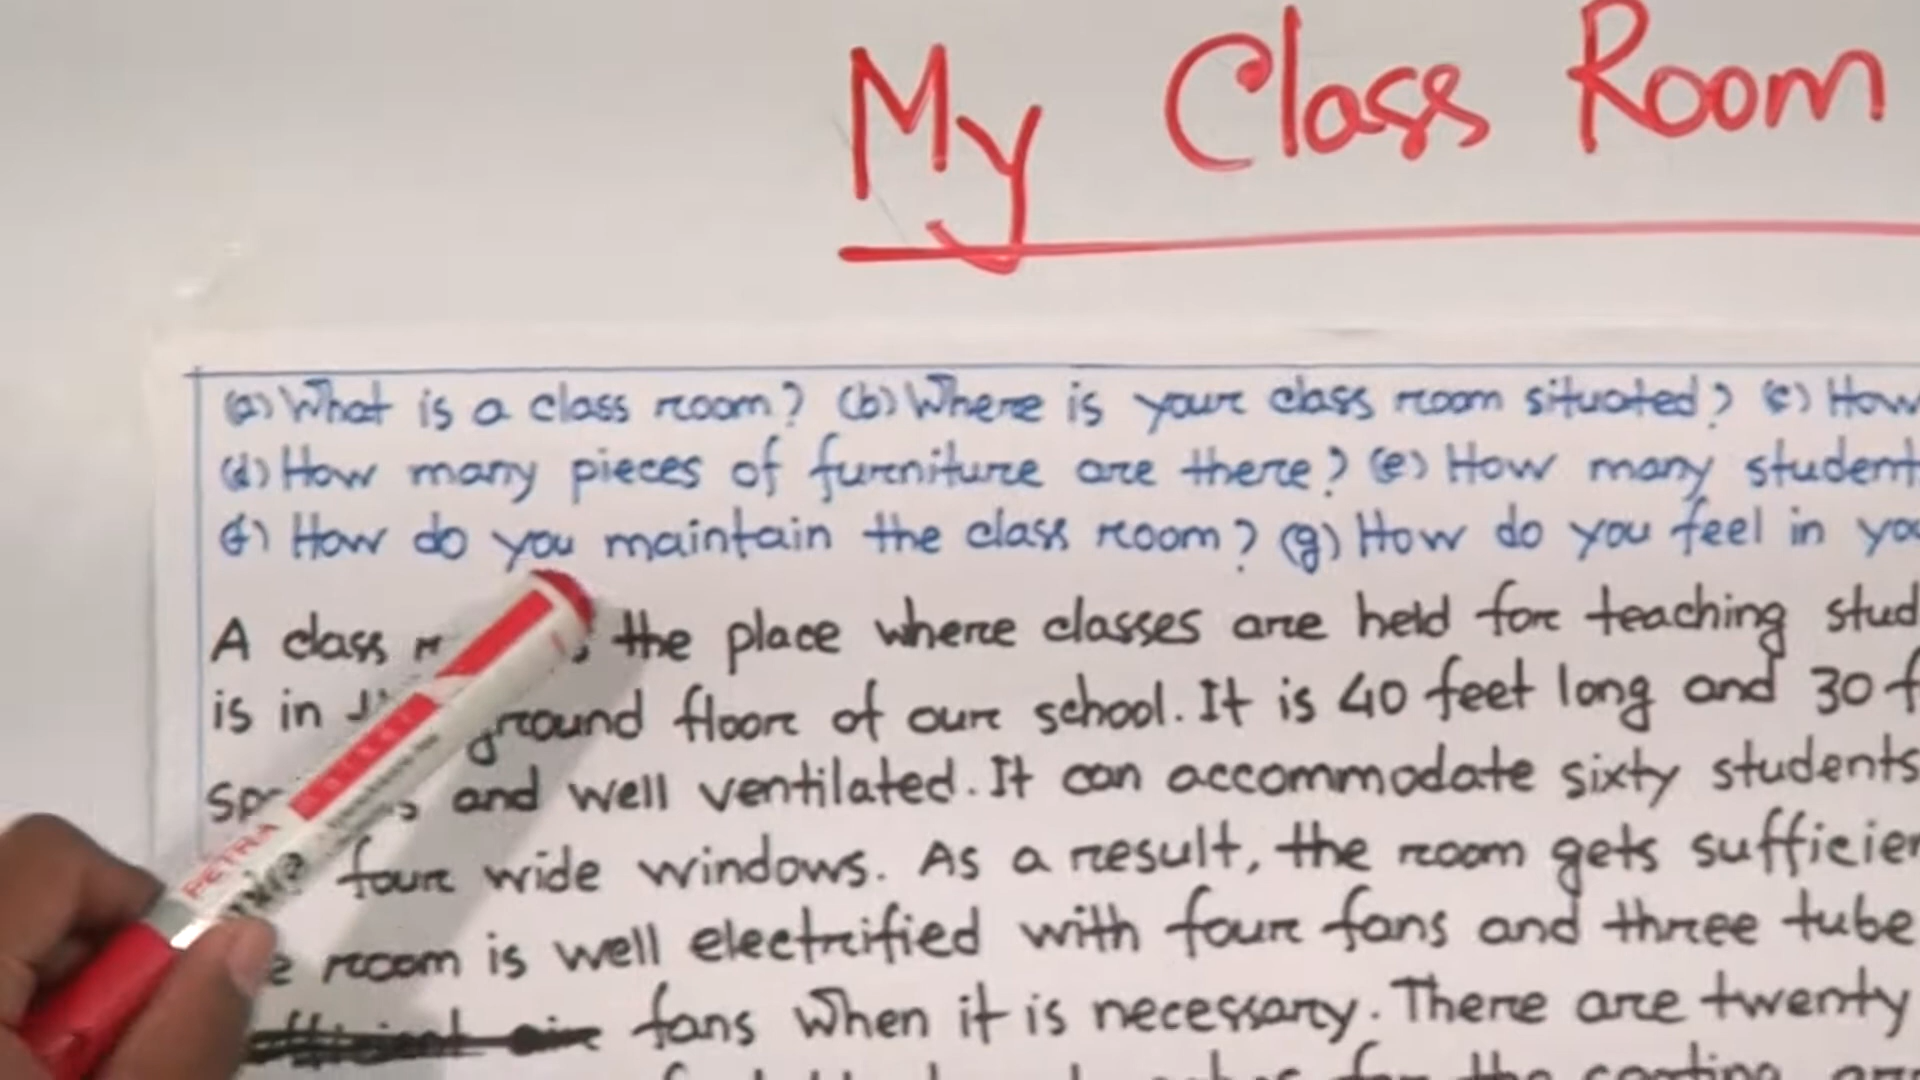 My Class Room
(a) What is a class room? (b) Where is your class room situated? (c) How
(d) How many pieces of furniture are there? (e) How many student
(f) How do you maintain the class room? (g) How do you feel in yo
A class the place where classes are held for teaching stud
is in ground floor of our school. It is 40 feet long and 30 f
and well ventilated. It can accommodate sixty students
four wide windows. As a result, the room gets sufficien
room is well electrified with four fans and three tube
fans when it is necessary. There are twenty
PETRA